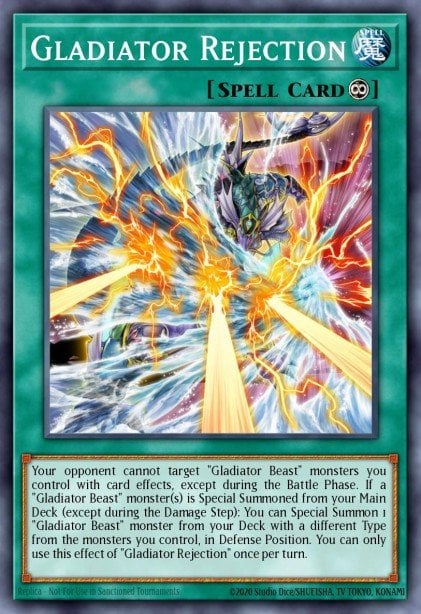 GLADIATOR REJECTION
SPELL
魔
[SPELL CARD]
Your opponent cannot target "Gladiator Beast" monsters you
control with card effects, except during the Battle Phase. If a
"Gladiator Beast" monster(s) is Special Summoned from your Main
Deck (except during the Damage Step): You can Special Summon 1
"Gladiator Beast" monster from your Deck with a different Type
from the monsters you control, in Defense Position. You can only
use this effect of "Gladiator Rejection" once per turn.
Replica - Not For Use in Sanctioned Tournaments
©2020 Studio Dice/SHUEISHA, TV TOKYO, KONAMI